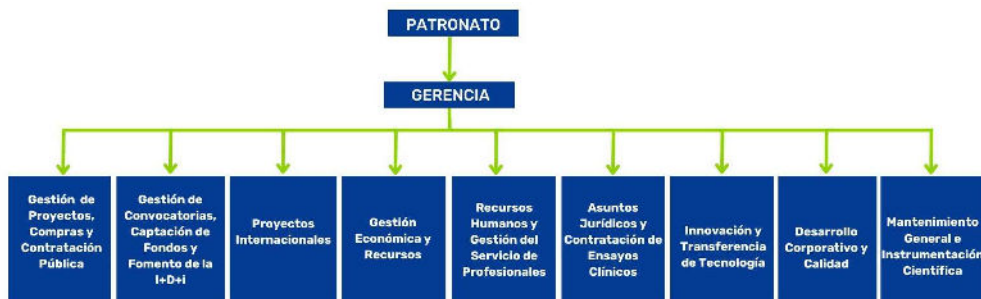 PATRONATO
GERENCIA
Gestión de
Proyectos,
Compras y
Contratación
Pública
Gestión de
Convocatorias,
Captación de
Fondos y
Fomento de la
I+D+i
Proyectos
Internacionales
Gestión
Económica y
Recursos
Recursos
Humanos y
Gestión del
Servicio de
Profesionales
Asuntos
Jurídicos y
Contratación de
Ensayos
Clínicos
Innovación y
Transferencia
de Tecnología
Desarrollo
Corporativo y
Calidad
Mantenimiento
General e
Instrumentación
Científica